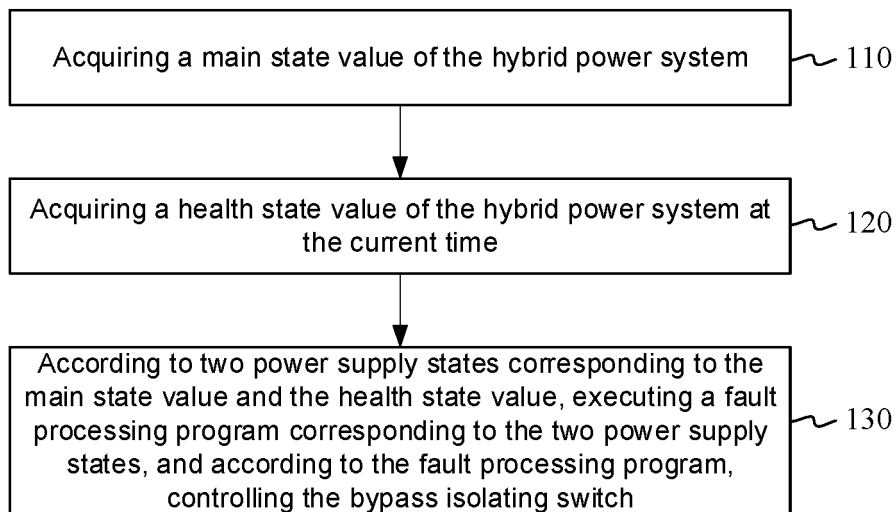 Acquiring a main state value of the hybrid power system
110
Acquiring a health state value of the hybrid power system at
the current time
120
According to two power supply states corresponding to the
main state value and the health state value, executing a fault
processing program corresponding to the two power supply
states, and according to the fault processing program,
controlling the bypass isolating switch
130